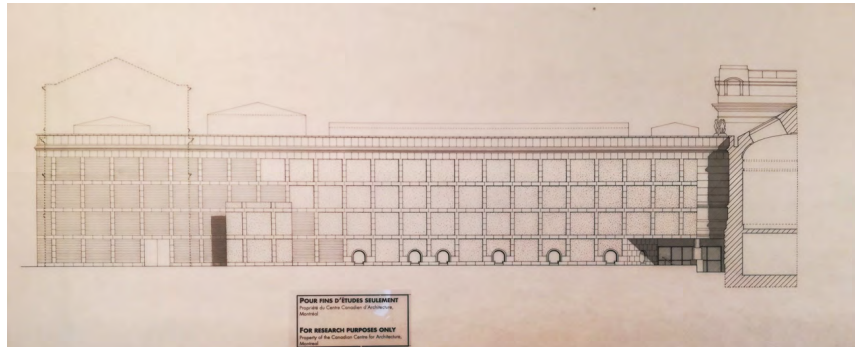 POUR FINS D'ÉTUDES SEULEMENT
Propriété du Centre Canadien d'Architecture,
Montréal
FOR RESEARCH PURPOSES ONLY
Property of the Canadian Centre for Architecture,
Montreal